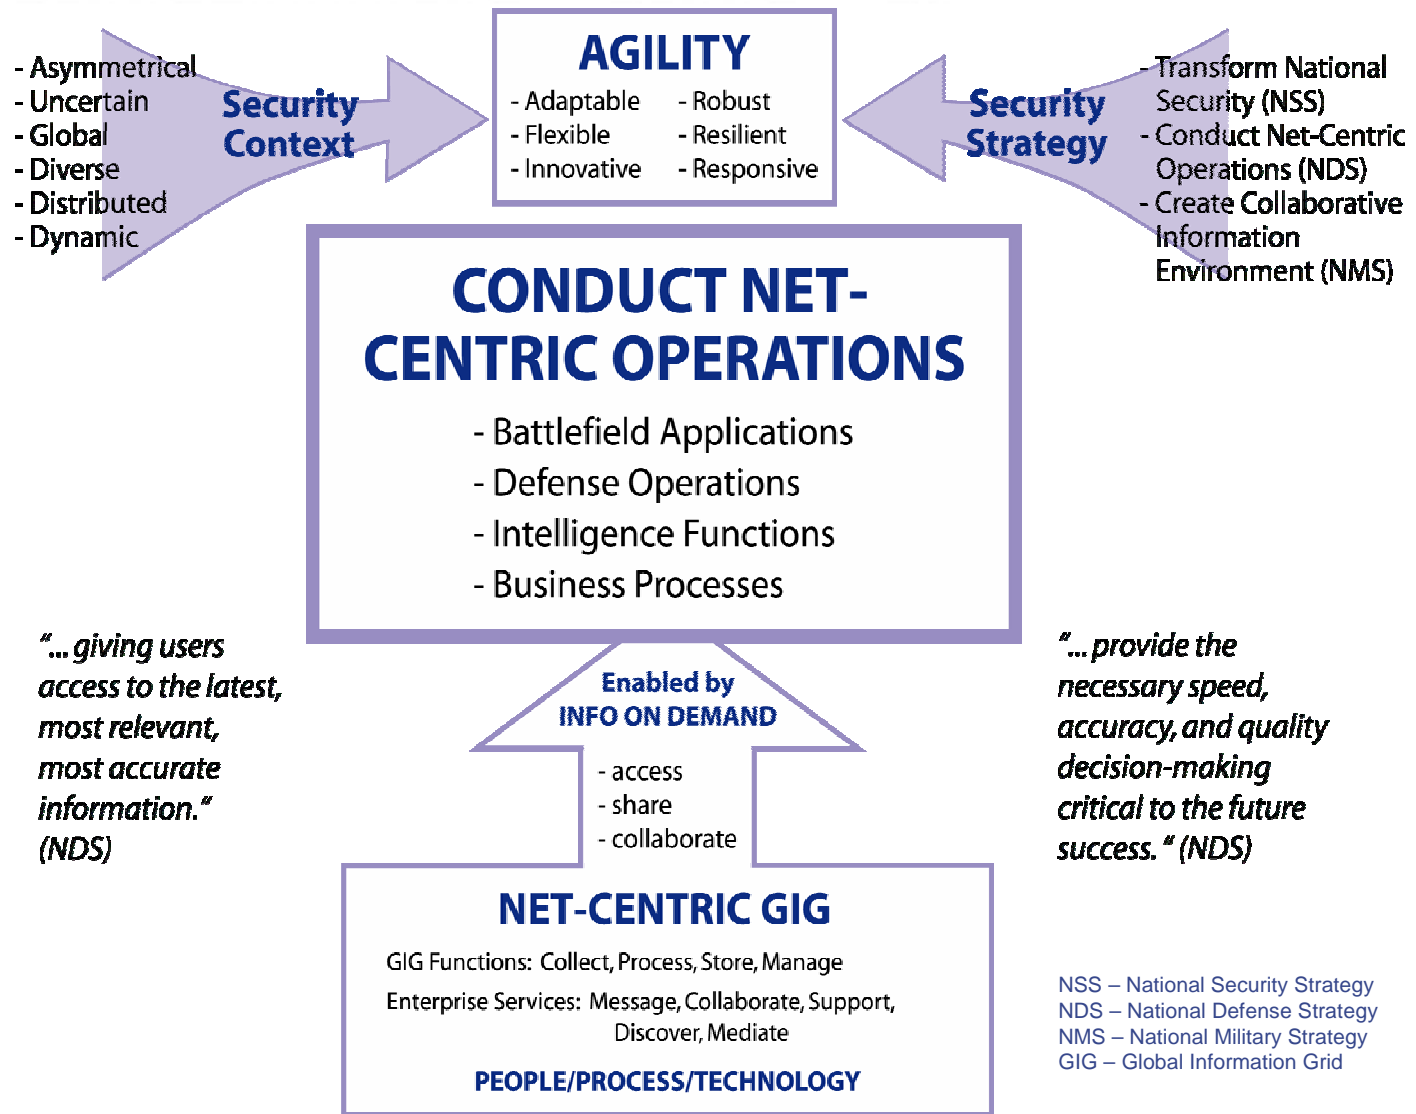 - Asymmetrical
- Uncertain
- Global
- Diverse
- Distributed
- Dynamic
Security
Context
AGILITY
- Adaptable
- Flexible
- Innovative
- Robust
- Resilient
- Responsive
Security
Strategy
- Transform National
Security (NSS)
- Conduct Net-Centric
Operations (NDS)
- Create Collaborative
Information
Environment (NMS)
CONDUCT NET-
CENTRIC OPERATIONS
- Battlefield Applications
- Defense Operations
- Intelligence Functions
- Business Processes
"... giving users
access to the latest,
most relevant,
most accurate
information."
(NDS)
Enabled by
INFO ON DEMAND
- access
- share
- collaborate
"... provide the
necessary speed,
accuracy, and quality
decision-making
critical to the future
success. " (NDS)
NET-CENTRIC GIG
GIG Functions: Collect, Process, Store, Manage
Enterprise Services: Message, Collaborate, Support,
Discover, Mediate
PEOPLE/PROCESS/TECHNOLOGY
NSS – National Security Strategy
NDS – National Defense Strategy
NMS – National Military Strategy
GIG – Global Information Grid